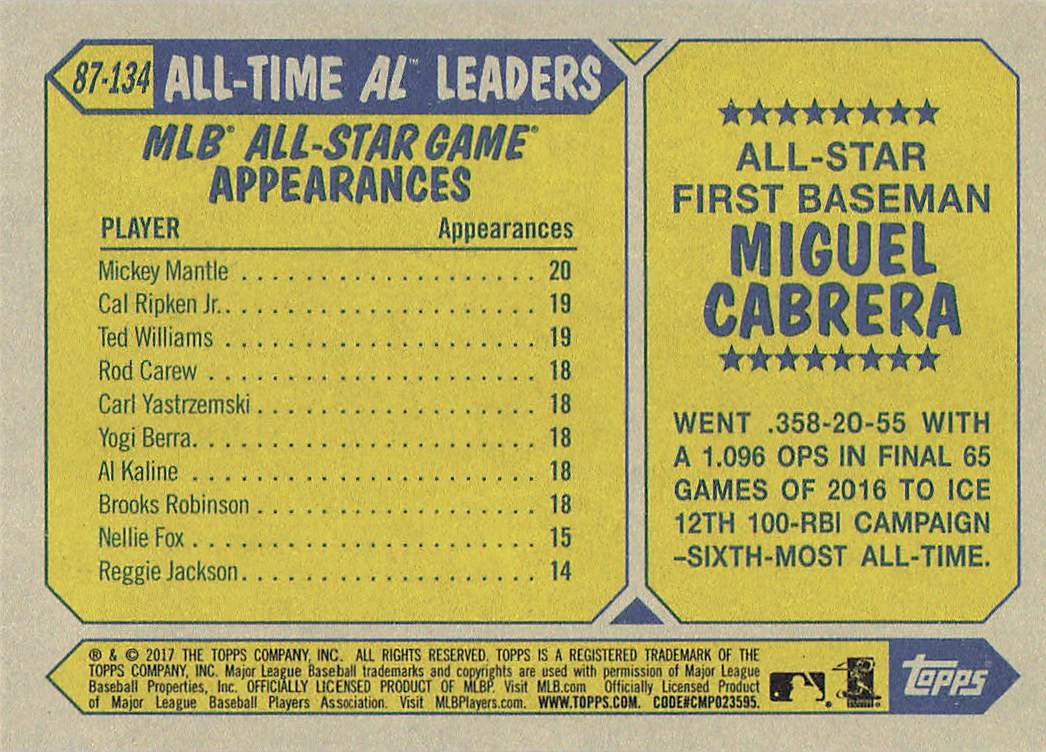 87-134 ALL-TIME AL™ LEADERS
MLB® ALL-STAR GAME®
APPEARANCES
PLAYER Appearances
Mickey Mantle . . . . . . . . . . . . . . . . . . . 20
Cal Ripken Jr. . . . . . . . . . . . . . . . . . . . . 19
Ted Williams . . . . . . . . . . . . . . . . . . . . 19
Rod Carew . . . . . . . . . . . . . . . . . . . . . 18
Carl Yastrzemski . . . . . . . . . . . . . . . . . . 18
Yogi Berra. . . . . . . . . . . . . . . . . . . . . . 18
Al Kaline . . . . . . . . . . . . . . . . . . . . . . 18
Brooks Robinson . . . . . . . . . . . . . . . . . . 18
Nellie Fox . . . . . . . . . . . . . . . . . . . . . . 15
Reggie Jackson. . . . . . . . . . . . . . . . . . . 14
ALL-STAR
FIRST BASEMAN
MIGUEL
CABRERA
WENT .358-20-55 WITH
A 1.096 OPS IN FINAL 65
GAMES OF 2016 TO ICE
12TH 100-RBI CAMPAIGN
–SIXTH-MOST ALL-TIME.
® & © 2017 THE TOPPS COMPANY, INC. ALL RIGHTS RESERVED. TOPPS IS A REGISTERED TRADEMARK OF THE
TOPPS COMPANY, INC. Major League Baseball trademarks and copyrights are used with permission of Major League
Baseball Properties, Inc. OFFICIALLY LICENSED PRODUCT OF MLBP. Visit MLB.com Officially Licensed Product
of Major League Baseball Players Association. Visit MLBPlayers.com. WWW.TOPPS.COM. CODE#CMP023595.
Topps®